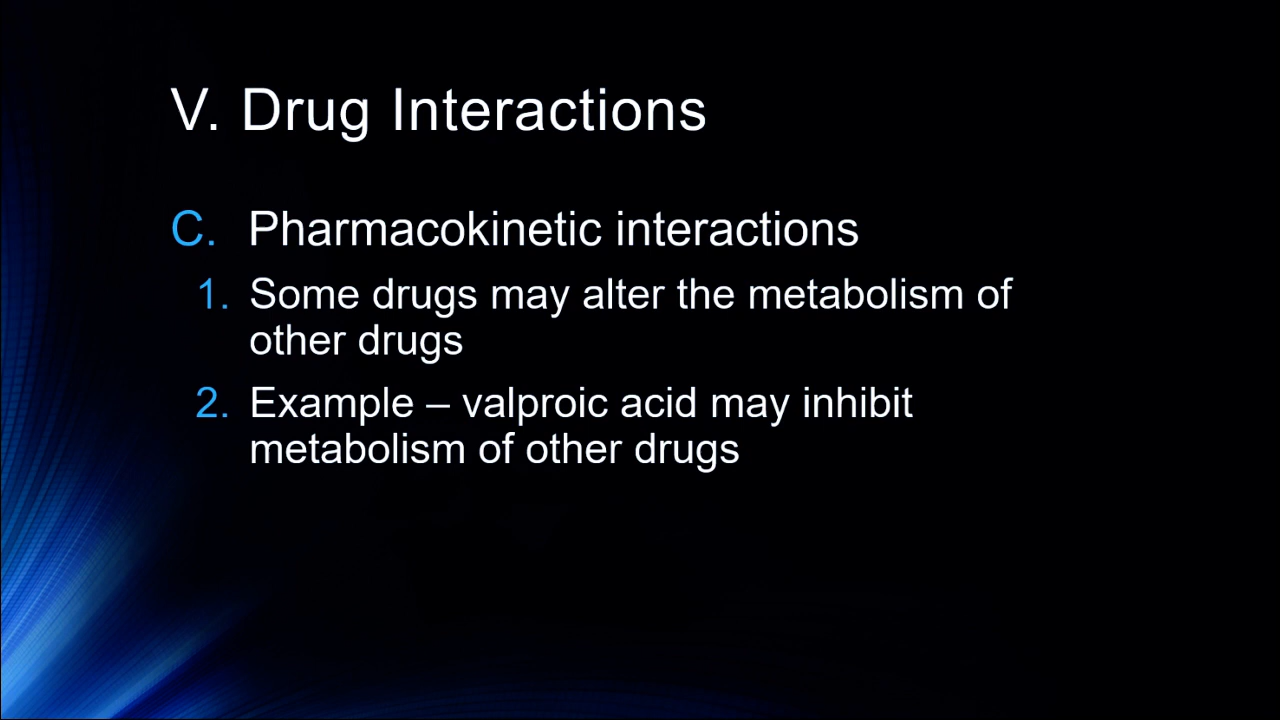 V. Drug Interactions
C. Pharmacokinetic interactions
1. Some drugs may alter the metabolism of
other drugs
2. Example – valproic acid may inhibit
metabolism of other drugs